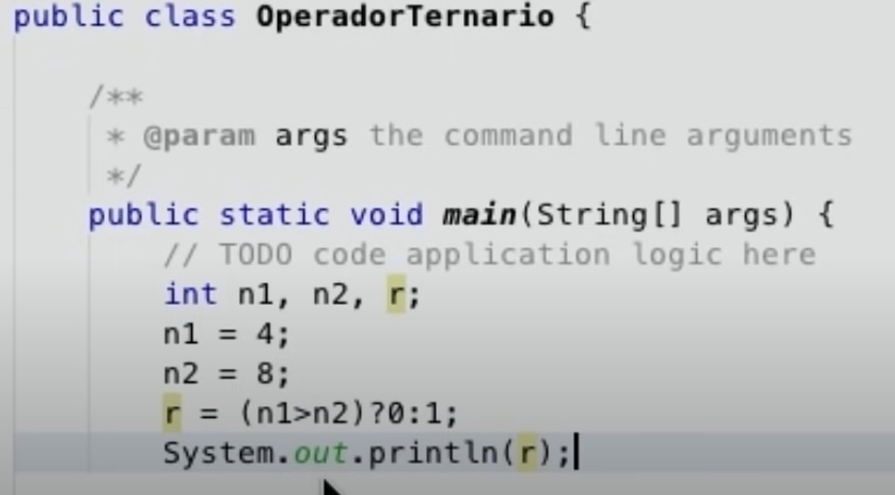 public class OperadorTernario {
/**
* @param args the command line arguments
*/
public static void main(String[] args) {
// TODO code application logic here
int n1, n2, r;
n1 = 4;
n2 = 8;
r = (n1>n2)?0:1;
System.out.println(r);